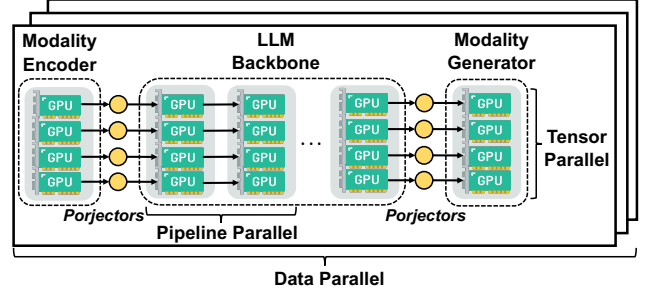 Modality
Encoder
LLM
Backbone
Modality
Generator
GPU GPU GPU GPU GPU
GPU GPU GPU GPU GPU
GPU GPU GPU ... GPU GPU
GPU GPU GPU GPU GPU
Tensor
Parallel
Porjectors
Pipeline Parallel
Porjectors
Data Parallel